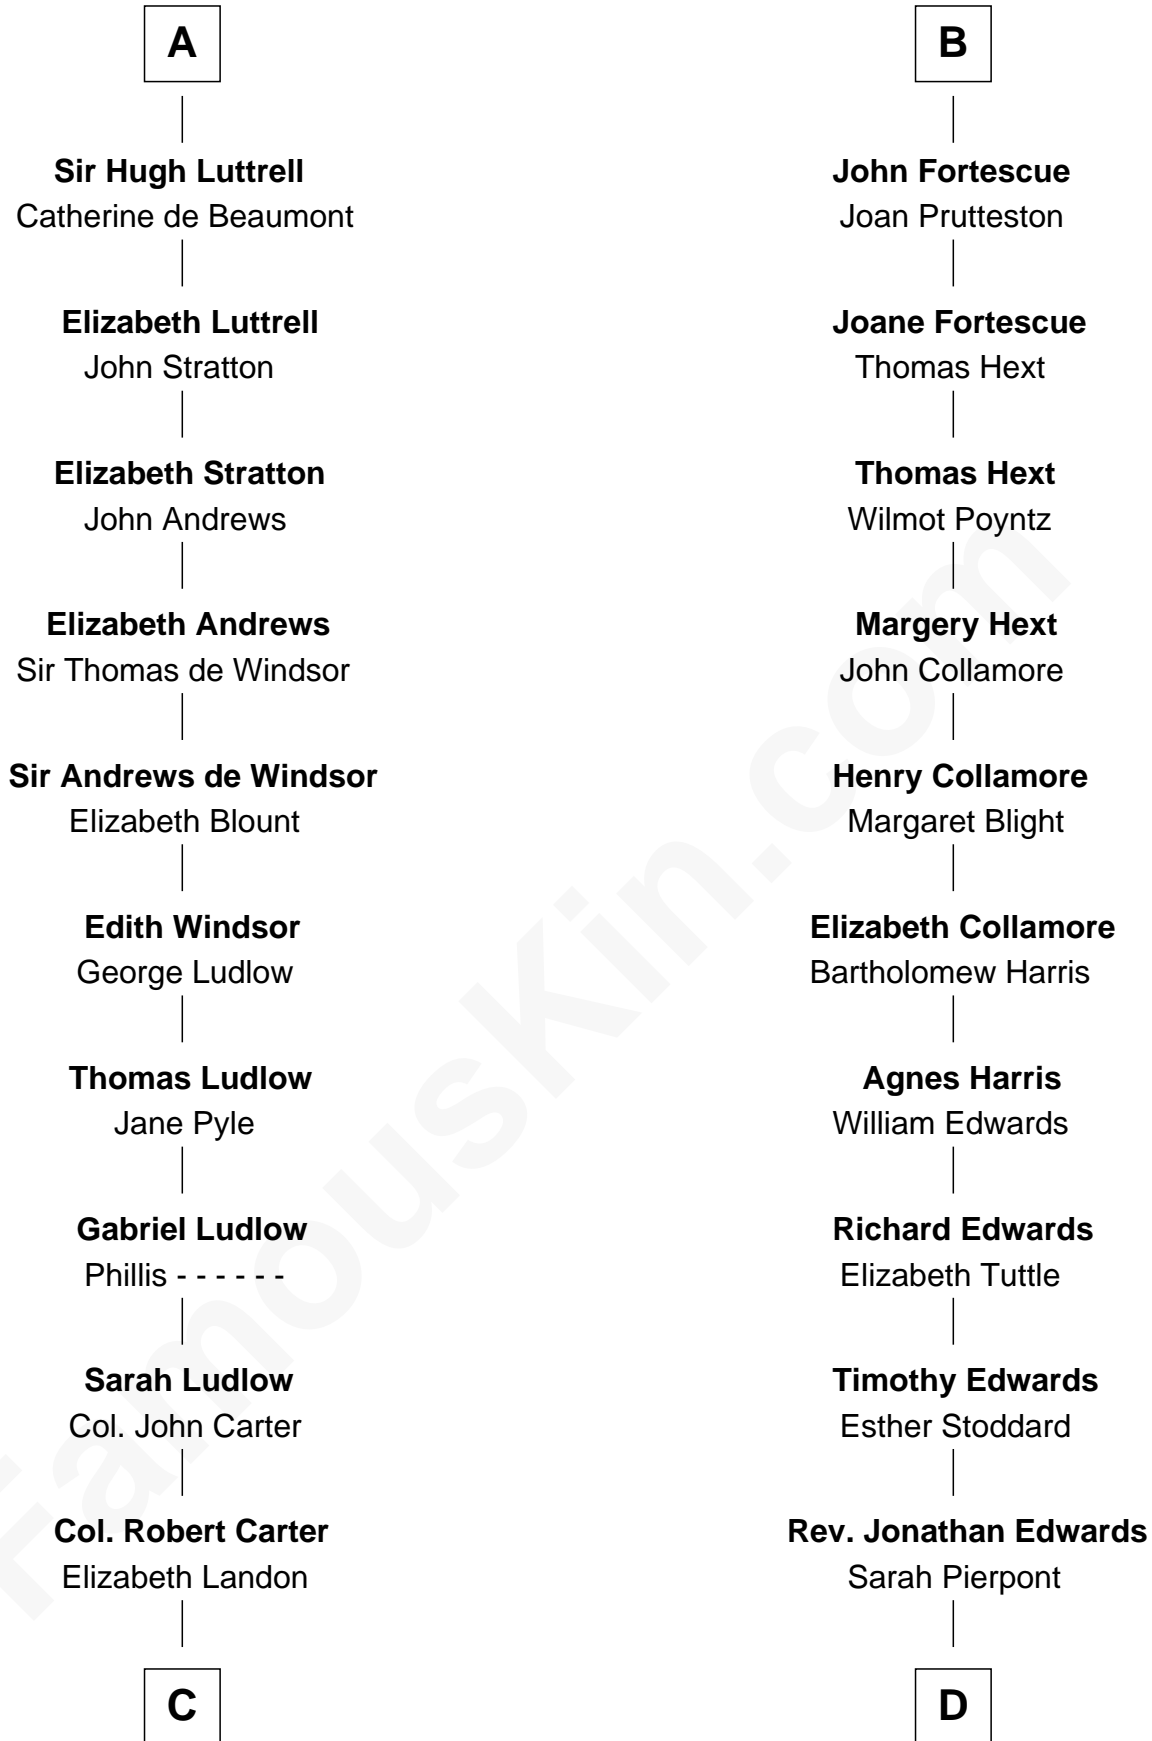 A
Sir Hugh Luttrell
Catherine de Beaumont
Elizabeth Luttrell
John Stratton
Elizabeth Stratton
John Andrews
Elizabeth Andrews
Sir Thomas de Windsor
Sir Andrews de Windsor
Elizabeth Blount
Edith Windsor
George Ludlow
Thomas Ludlow
Jane Pyle
Gabriel Ludlow
Phillis - - - - - -
Sarah Ludlow
Col. John Carter
Col. Robert Carter
Elizabeth Landon
C
B
John Fortescue
Joan Prutteston
Joane Fortescue
Thomas Hext
Thomas Hext
Wilmot Poyntz
Margery Hext
John Collamore
Henry Collamore
Margaret Blight
Elizabeth Collamore
Bartholomew Harris
Agnes Harris
William Edwards
Richard Edwards
Elizabeth Tuttle
Timothy Edwards
Esther Stoddard
Rev. Jonathan Edwards
Sarah Pierpont
D
FamousKin.com